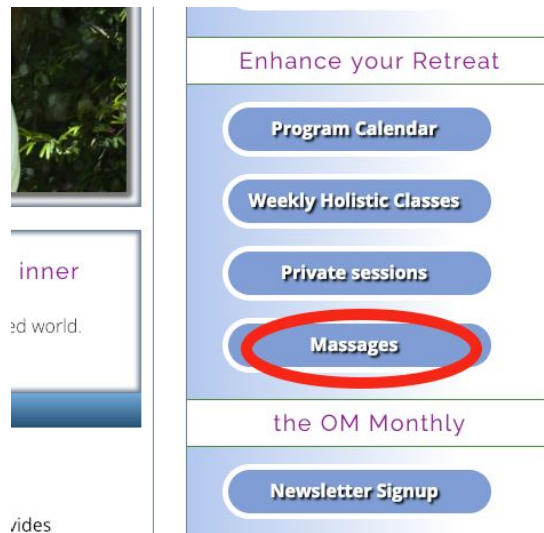 Enhance your Retreat
Program Calendar
Weekly Holistic Classes
Private sessions
Massages
the OM Monthly
Newsletter Signup
inner
ed world.
vides